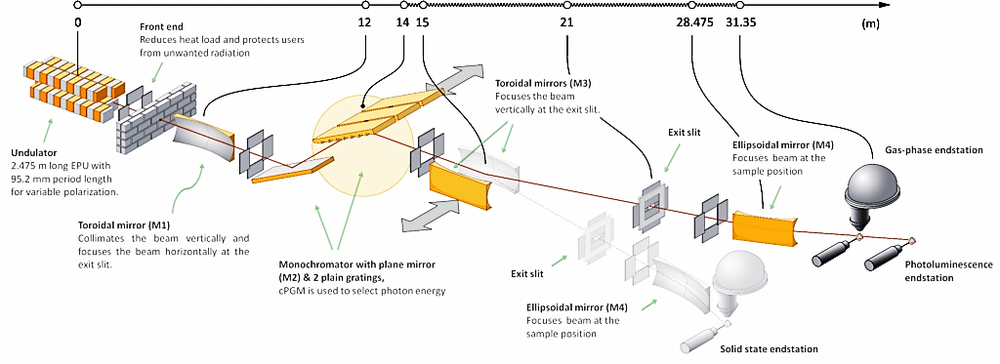 0 12 14 15 21 28.475 31.35 (m)
Front end
Reduces heat load and protects users
from unwanted radiation
Undulator
2.475 m long EPU with
95.2 mm period length
for variable polarization.
Toroidal mirror (M1)
Collimates the beam vertically and
focuses the beam horizontally at the
exit slit.
Monochromator with plane mirror
(M2) & 2 plain gratings,
cPGM is used to select photon energy
Toroidal mirrors (M3)
Focuses the beam
vertically at the exit slit.
Exit slit
Ellipsoidal mirror (M4)
Focuses beam at the
sample position
Gas-phase endstation
Photoluminescence
endstation
Exit slit
Ellipsoidal mirror (M4)
Focuses beam at the
sample position
Solid state endstation